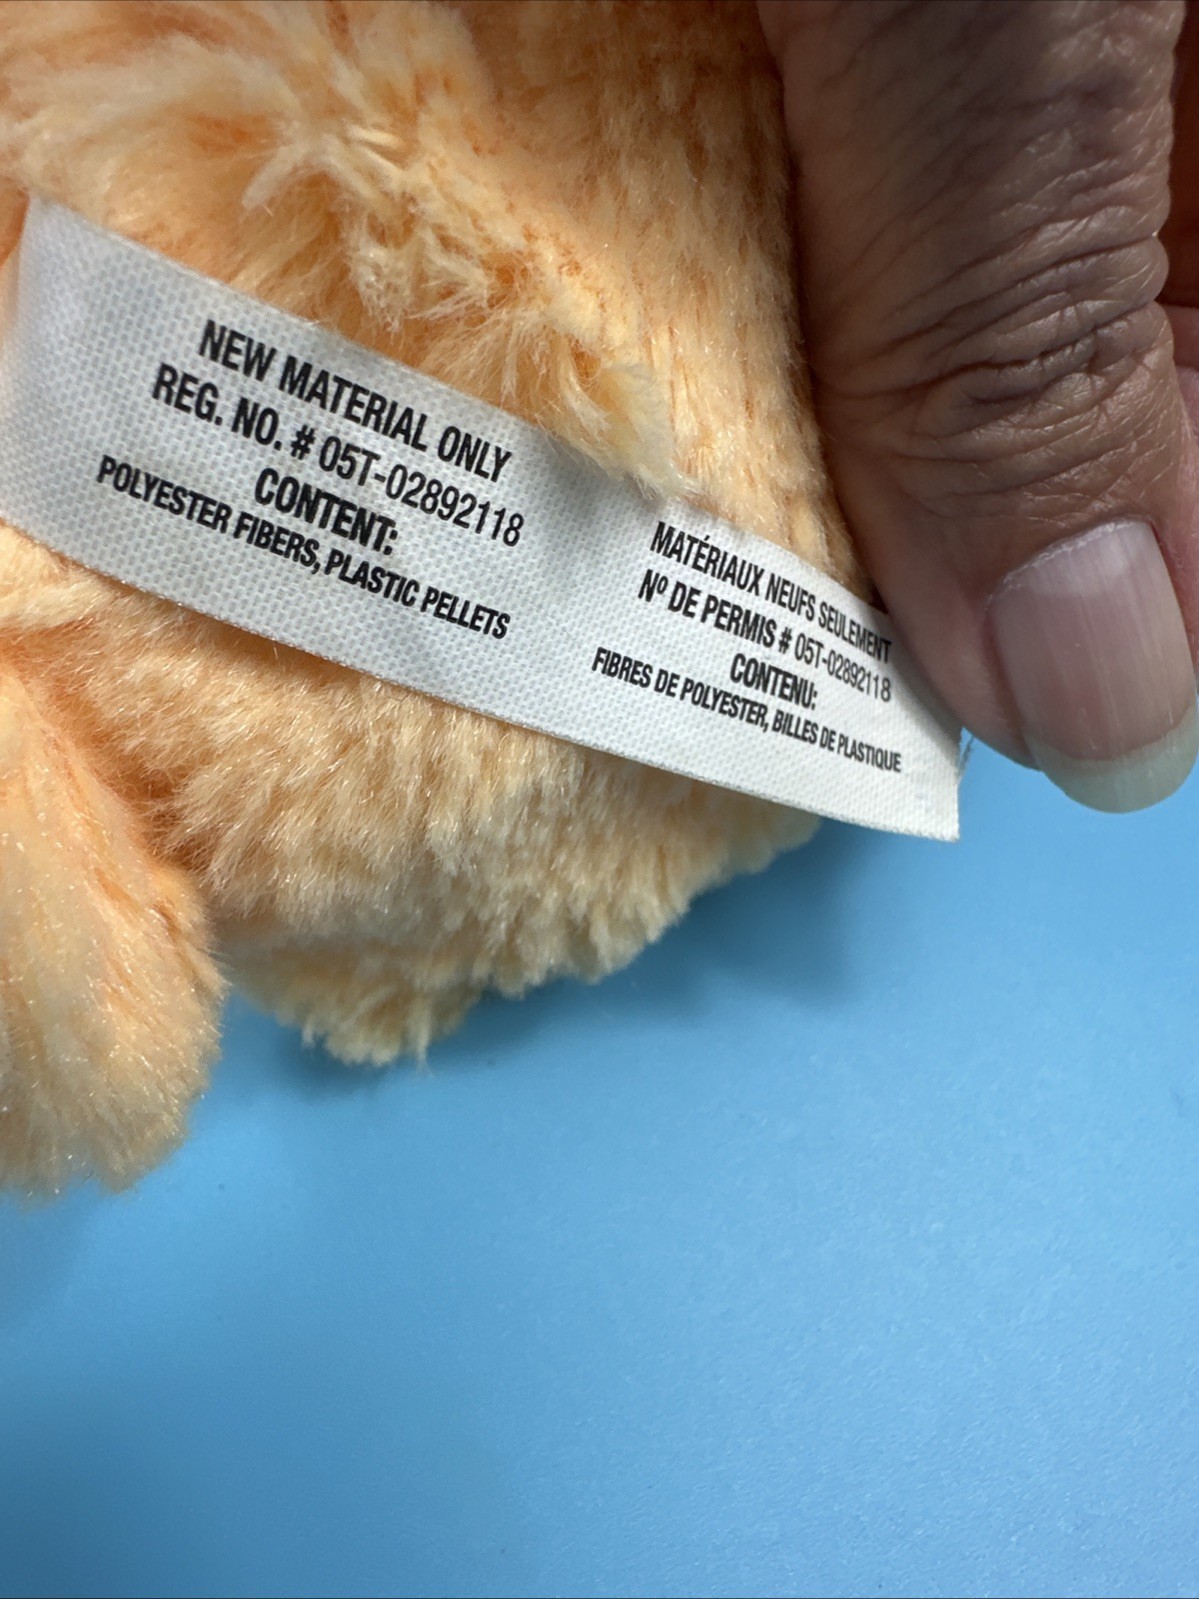 NEW MATERIAL ONLY
REG. NO. # 05T-02892118
CONTENT:
POLYESTER FIBERS, PLASTIC PELLETS
MATÉRIAUX NEUFS SEULEMENT
Nº DE PERMIS # 05T-02892118
CONTENU:
FIBRES DE POLYESTER, BILLES DE PLASTIQUE